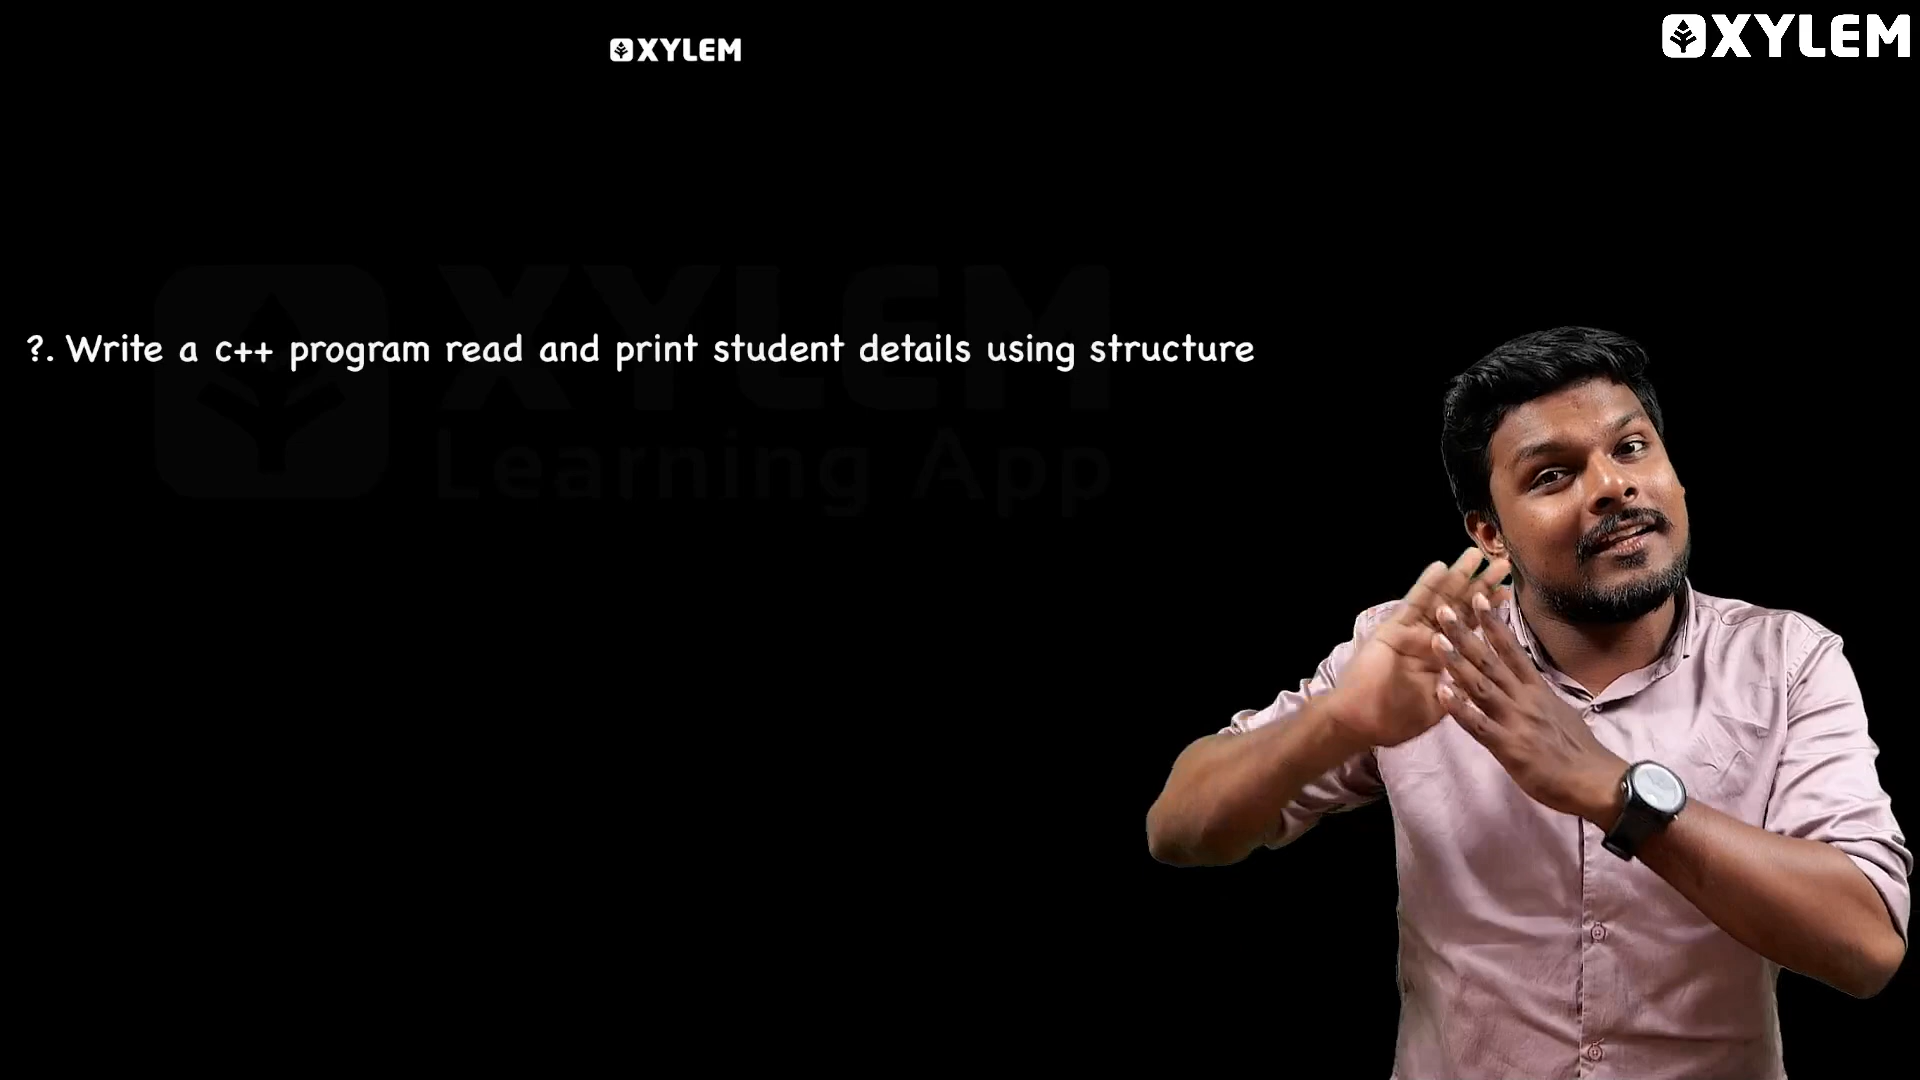 XYLEM
XYLEM
?. Write a c++ program read and print student details using structure
XYLEM
Learning App